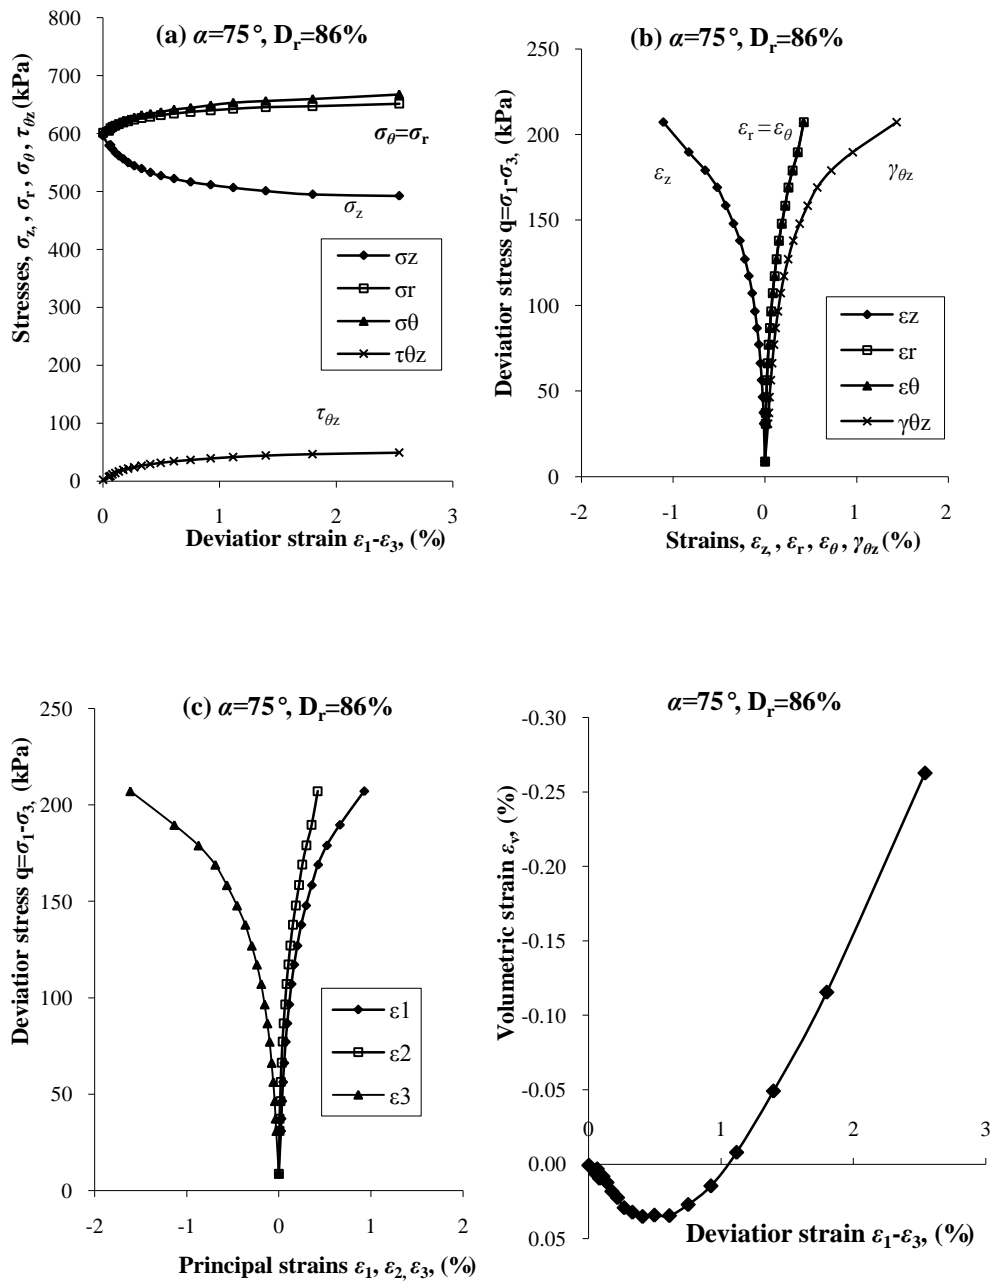 (a) α=75°, Dr=86%
Stresses, σz, σr, σθ, τθz (kPa)
800
700
600
500
400
300
200
100
0
σθ=σr
σz
σz
σr
σθ
τθz
τθz
0
1
2
3
Deviatior strain ε1-ε3, (%)
(b) α=75°, Dr=86%
Deviatior stress q=σ1-σ3, (kPa)
250
200
150
100
50
0
εz
εr=εθ
γθz
εz
εr
εθ
γθz
-2
-1
0
1
2
Strains, εz, , εr , εθ , γθz (%)
(c) α=75°, Dr=86%
Deviatior stress q=σ1-σ3, (kPa)
250
200
150
100
50
0
ε1
ε2
ε3
-2
-1
0
1
2
Principal strains ε1, ε2, ε3, (%)
α=75°, Dr=86%
Volumetric strain εv, (%)
-0.30
-0.25
-0.20
-0.15
-0.10
-0.05
0.00
0.05
0
1
2
3
Deviatior strain ε1-ε3, (%)